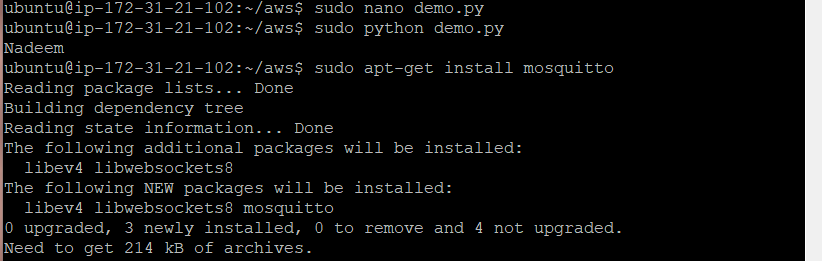 ubuntu@ip-172-31-21-102:~/aws$ sudo nano demo.py
ubuntu@ip-172-31-21-102:~/aws$ sudo python demo.py
Nadeem
ubuntu@ip-172-31-21-102:~/aws$ sudo apt-get install mosquitto
Reading package lists... Done
Building dependency tree
Reading state information... Done
The following additional packages will be installed:
  libev4 libwebsockets8
The following NEW packages will be installed:
  libev4 libwebsockets8 mosquitto
0 upgraded, 3 newly installed, 0 to remove and 4 not upgraded.
Need to get 214 kB of archives.